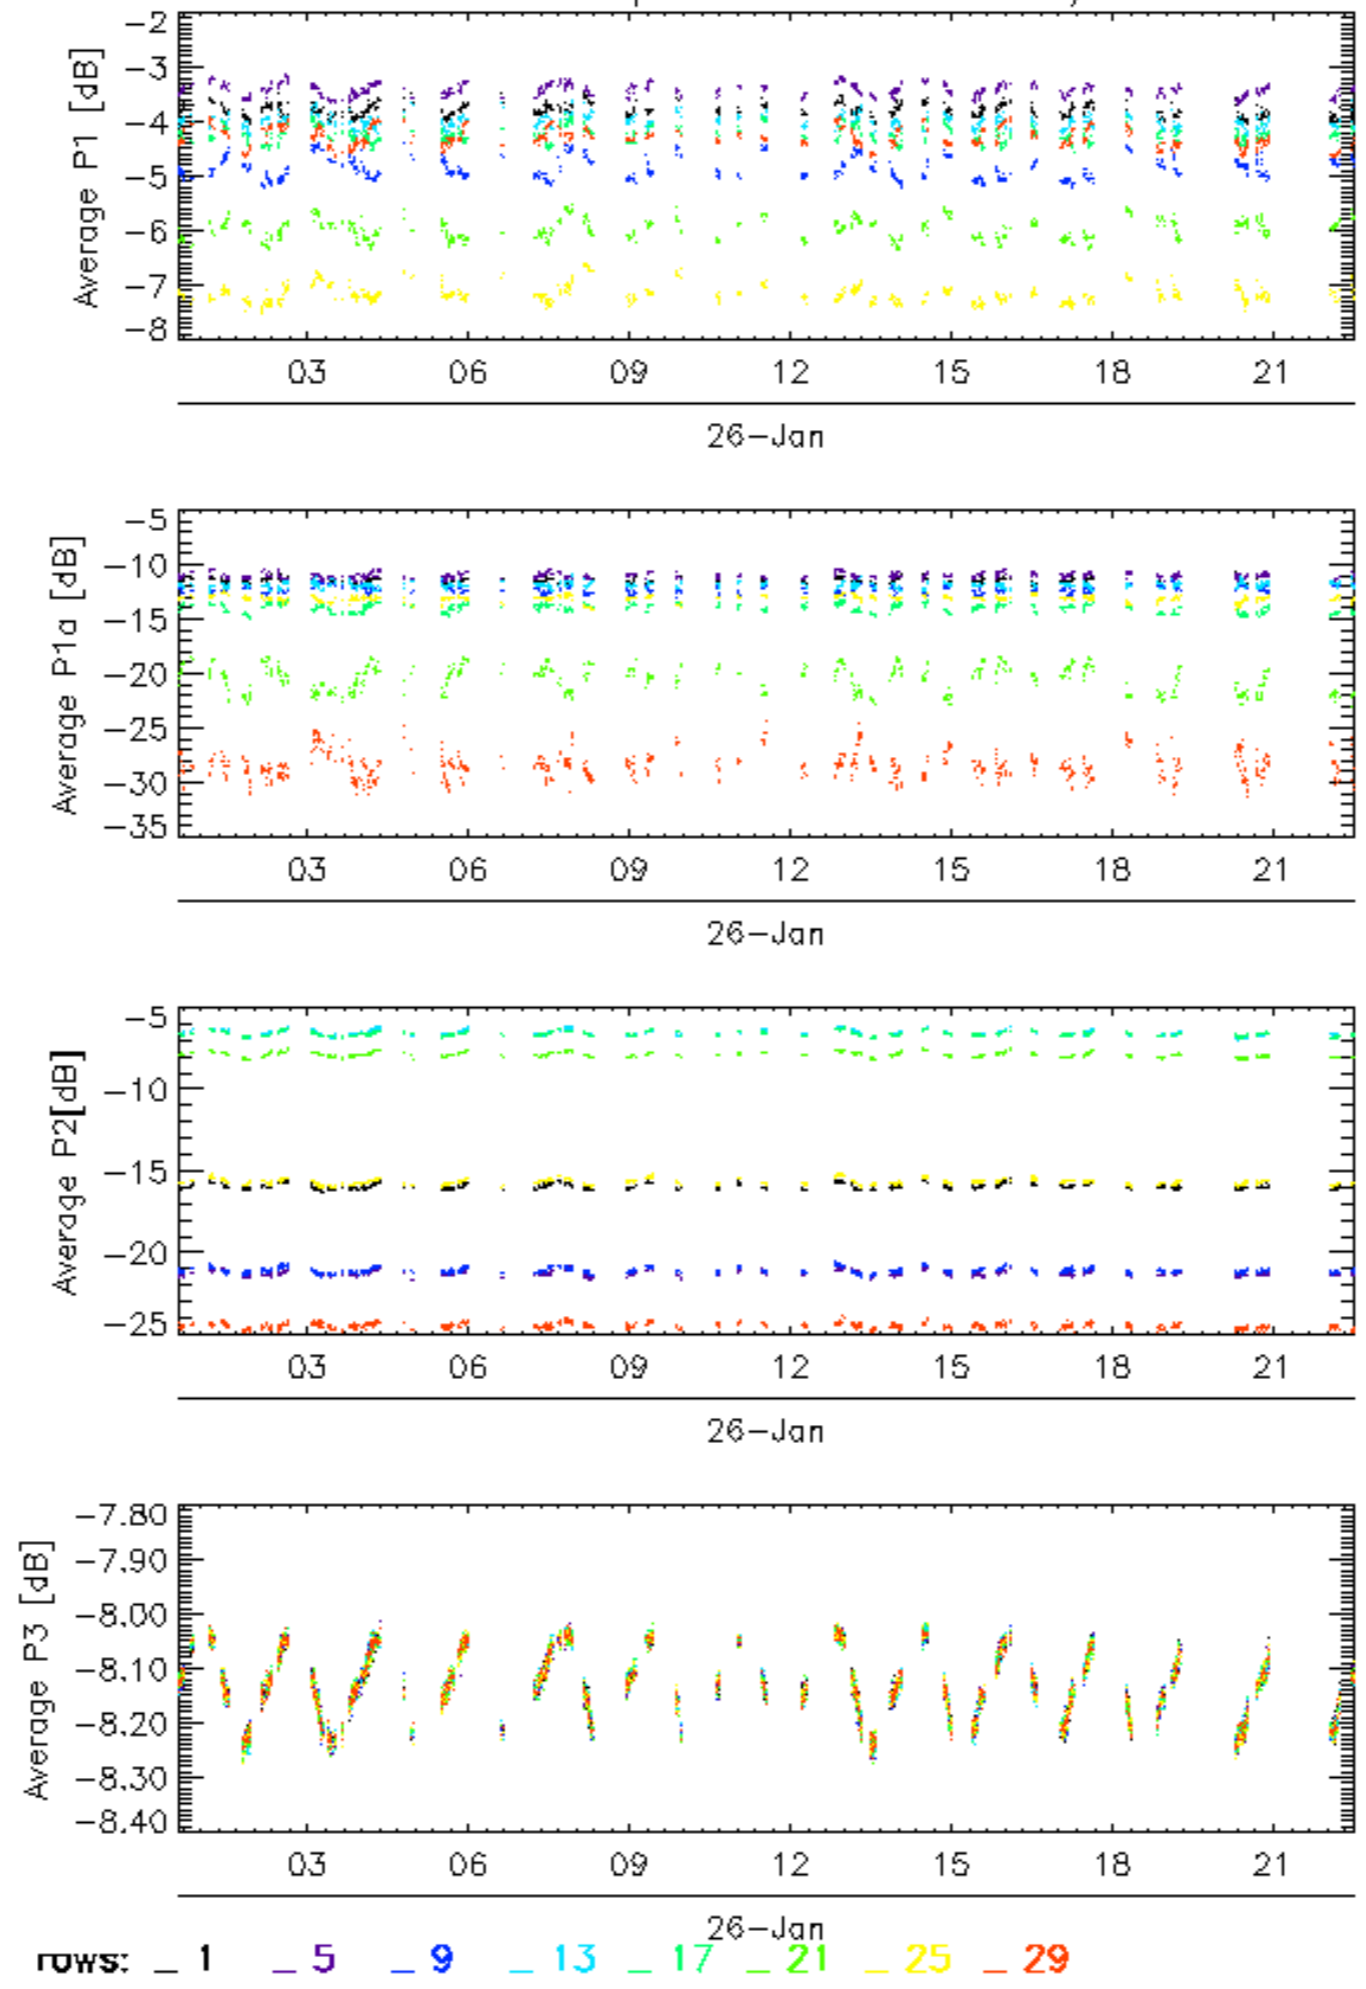 Average P1 [dB]
-2
-3
-4
-5
-6
-7
-8
03 06 09 12 15 18 21
26-Jan
Average P1a [dB]
-5
-10
-15
-20
-25
-30
-35
03 06 09 12 15 18 21
26-Jan
Average P2[dB]
-5
-10
-15
-20
-25
03 06 09 12 15 18 21
26-Jan
Average P3 [dB]
-7.80
-7.90
-8.00
-8.10
-8.20
-8.30
-8.40
03 06 09 12 15 18 21
26-Jan
rows: _ 1 _ 5 _ 9 _ 13 _ 17 _ 21 _ 25 _ 29